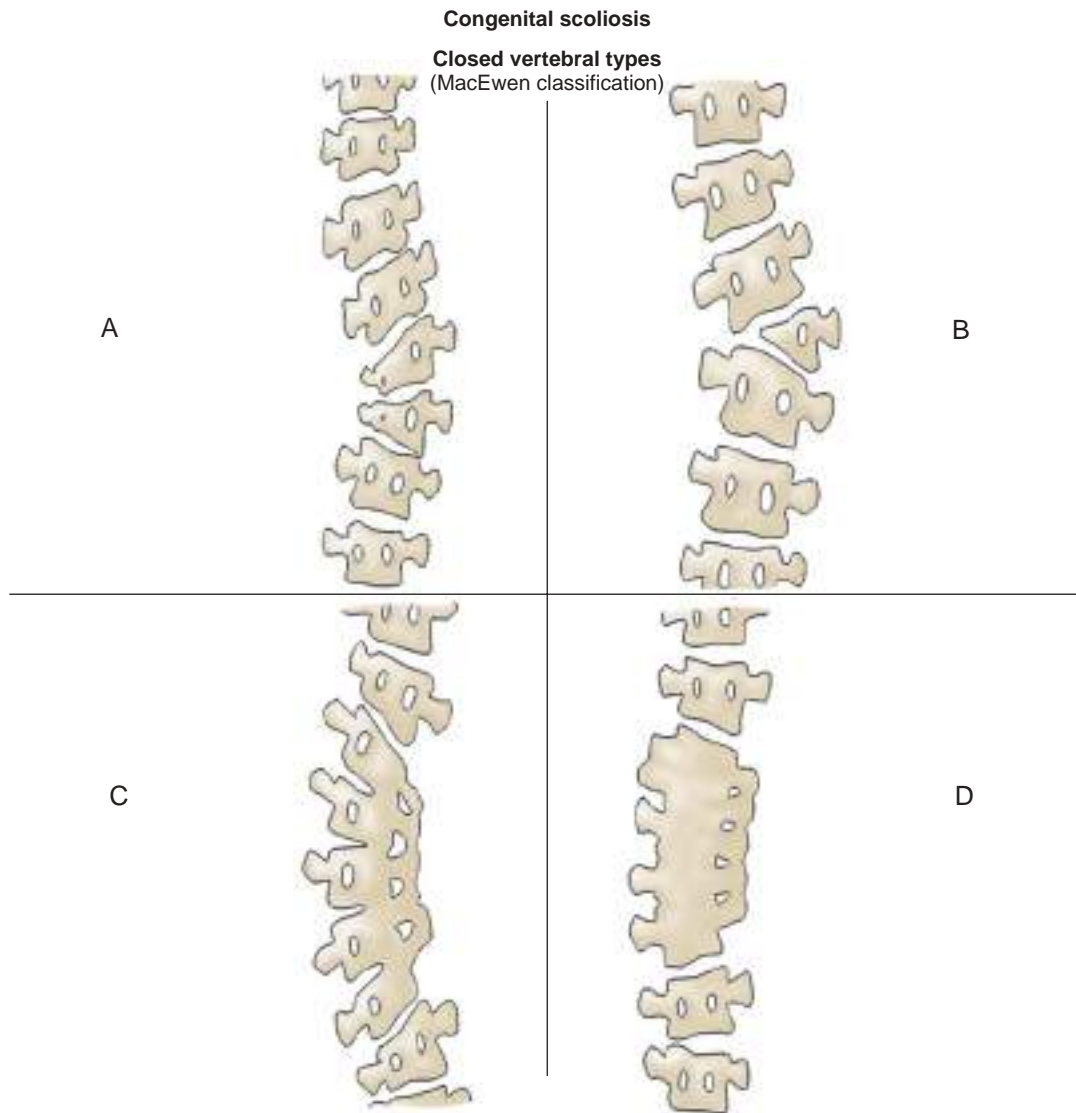 Congenital scoliosis
Closed vertebral types
(MacEwen classification)
A
B
C
D